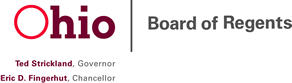 Ohio Board of Regents
Ted Strickland, Governor
Eric D. Fingerhut, Chancellor